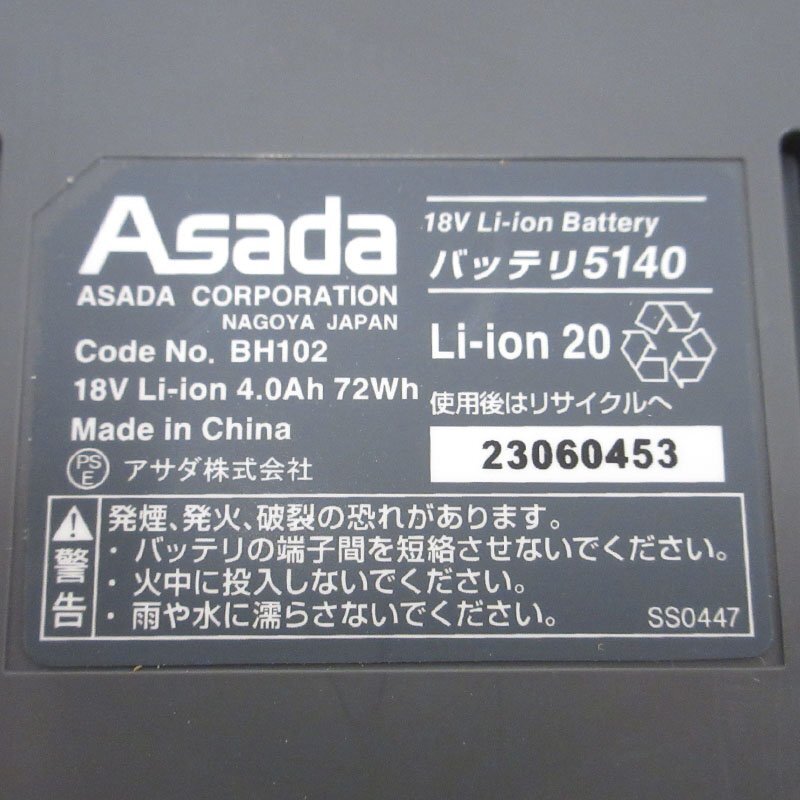 Asada
ASADA CORPORATION
NAGOYA JAPAN
Code No. BH102
18V Li-ion 4.0Ah 72Wh
Made in China
PSE アサダ株式会社
18V Li-ion Battery
バッテリ5140
Li-ion 20
使用後はリサイクルへ
23060453
警告
発煙、発火、破裂の恐れがあります。
・バッテリの端子間を短絡させないでください。
・火中に投入しないでください。
・雨や水に濡らさないでください。
SS0447